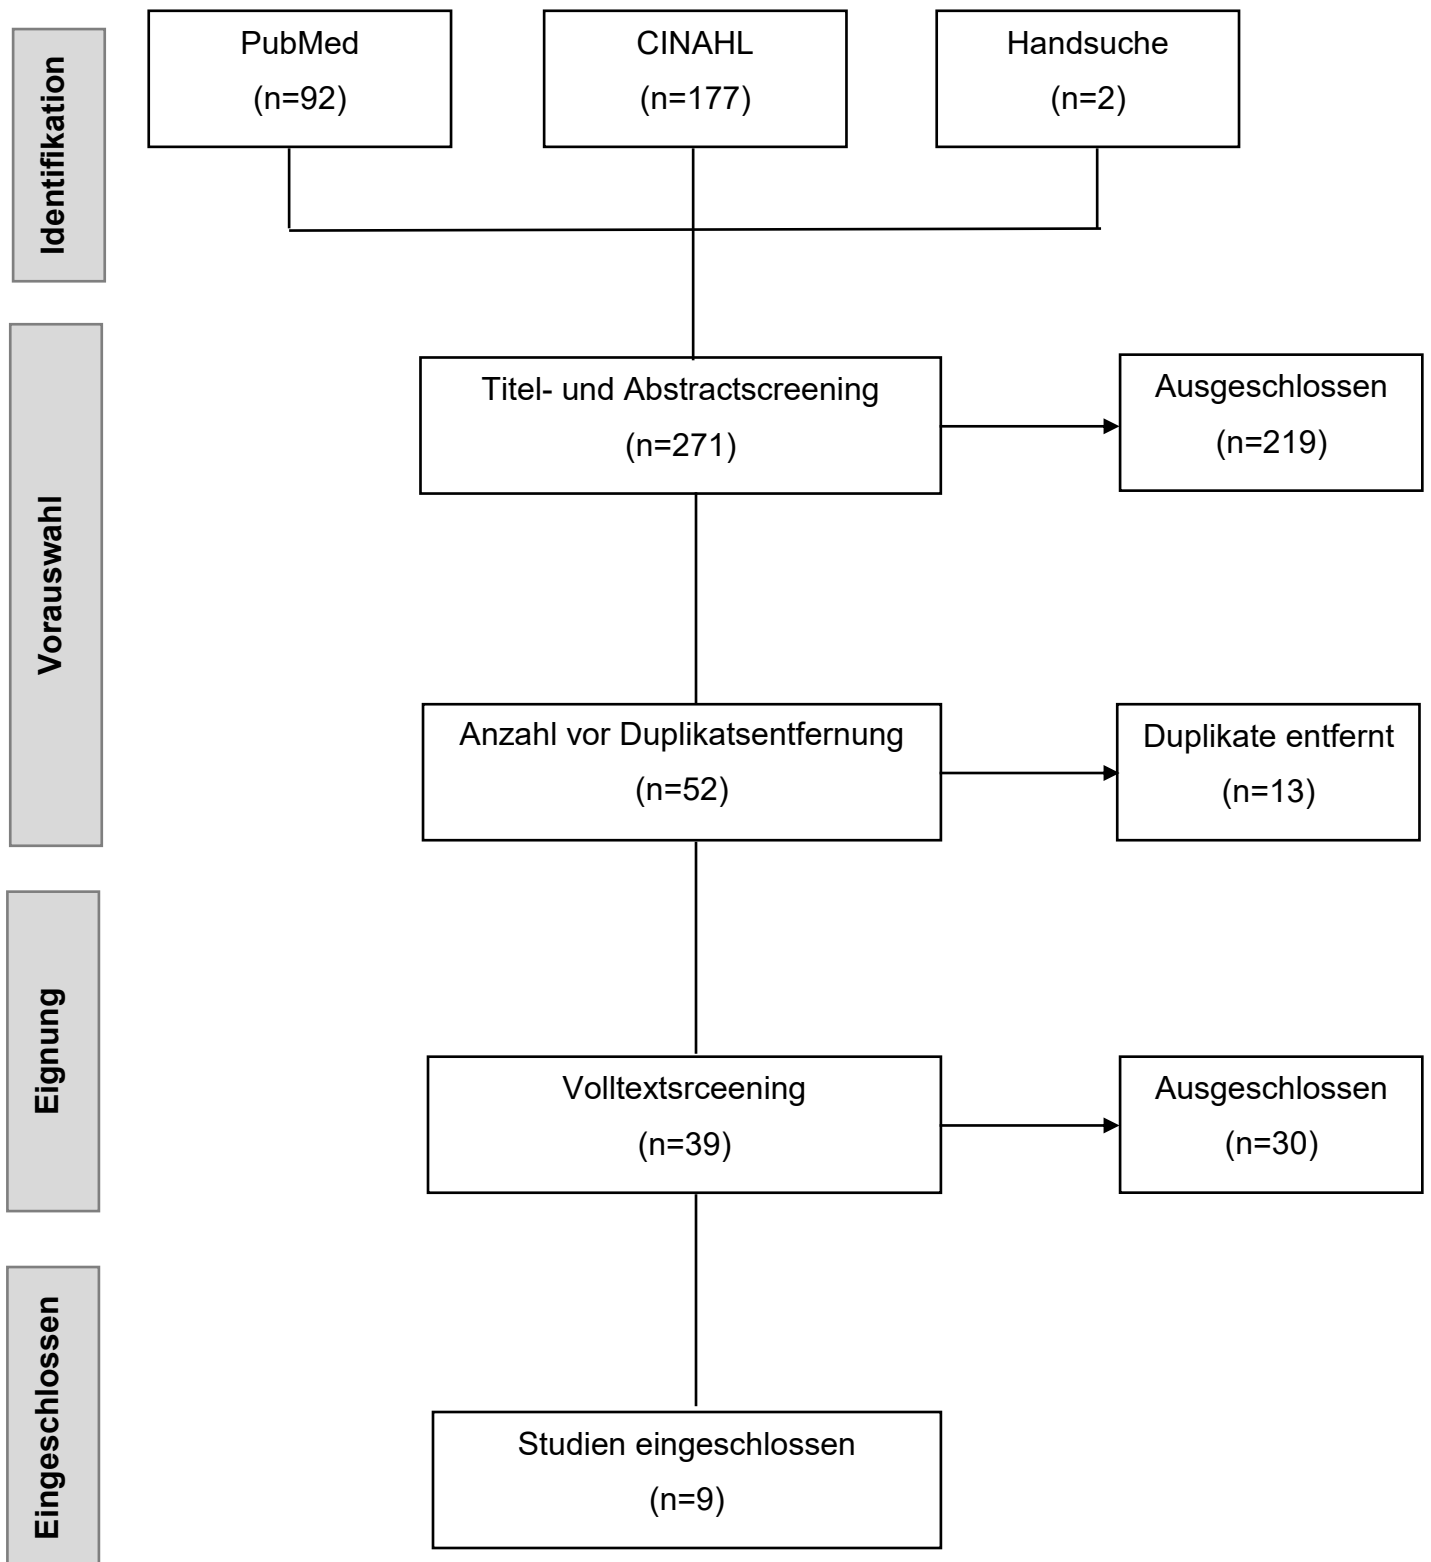 Identifikation
PubMed
(n=92)
CINAHL
(n=177)
Handsuche
(n=2)
Vorauswahl
Titel- und Abstractscreening
(n=271)
Ausgeschlossen
(n=219)
Anzahl vor Duplikatsentfernung
(n=52)
Duplikate entfernt
(n=13)
Eignung
Volltextsrceening
(n=39)
Ausgeschlossen
(n=30)
Eingeschlossen
Studien eingeschlossen
(n=9)